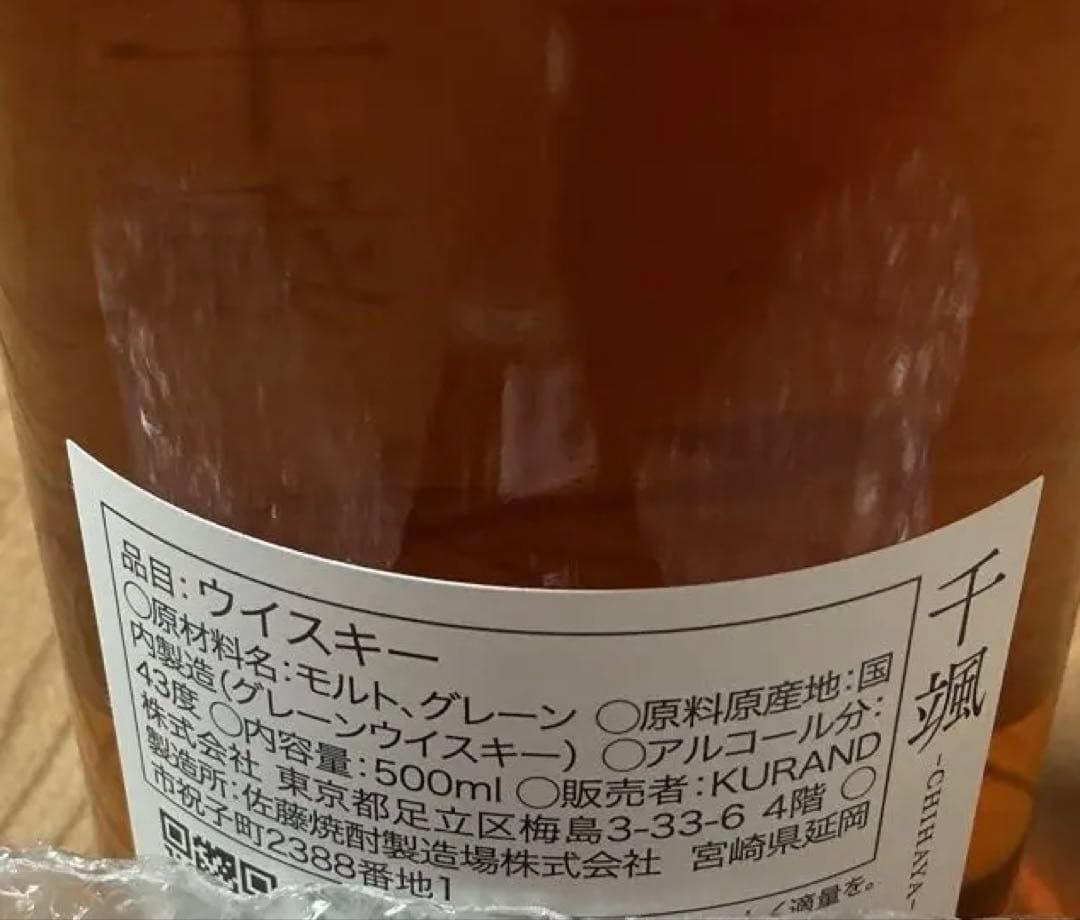 品目:ウイスキー
○原材料名:モルト、グレーン ○原料原産地:国
内製造(グレーンウイスキー) ○アルコール分:
43度 ○内容量:500ml ○販売者:KURAND
株式会社 東京都足立区梅島3-33-6 4階 ○
製造所:佐藤焼酎製造場株式会社 宮崎県延岡
市祝子町2388番地1
適量を。
千颯
-CHIHAYA-